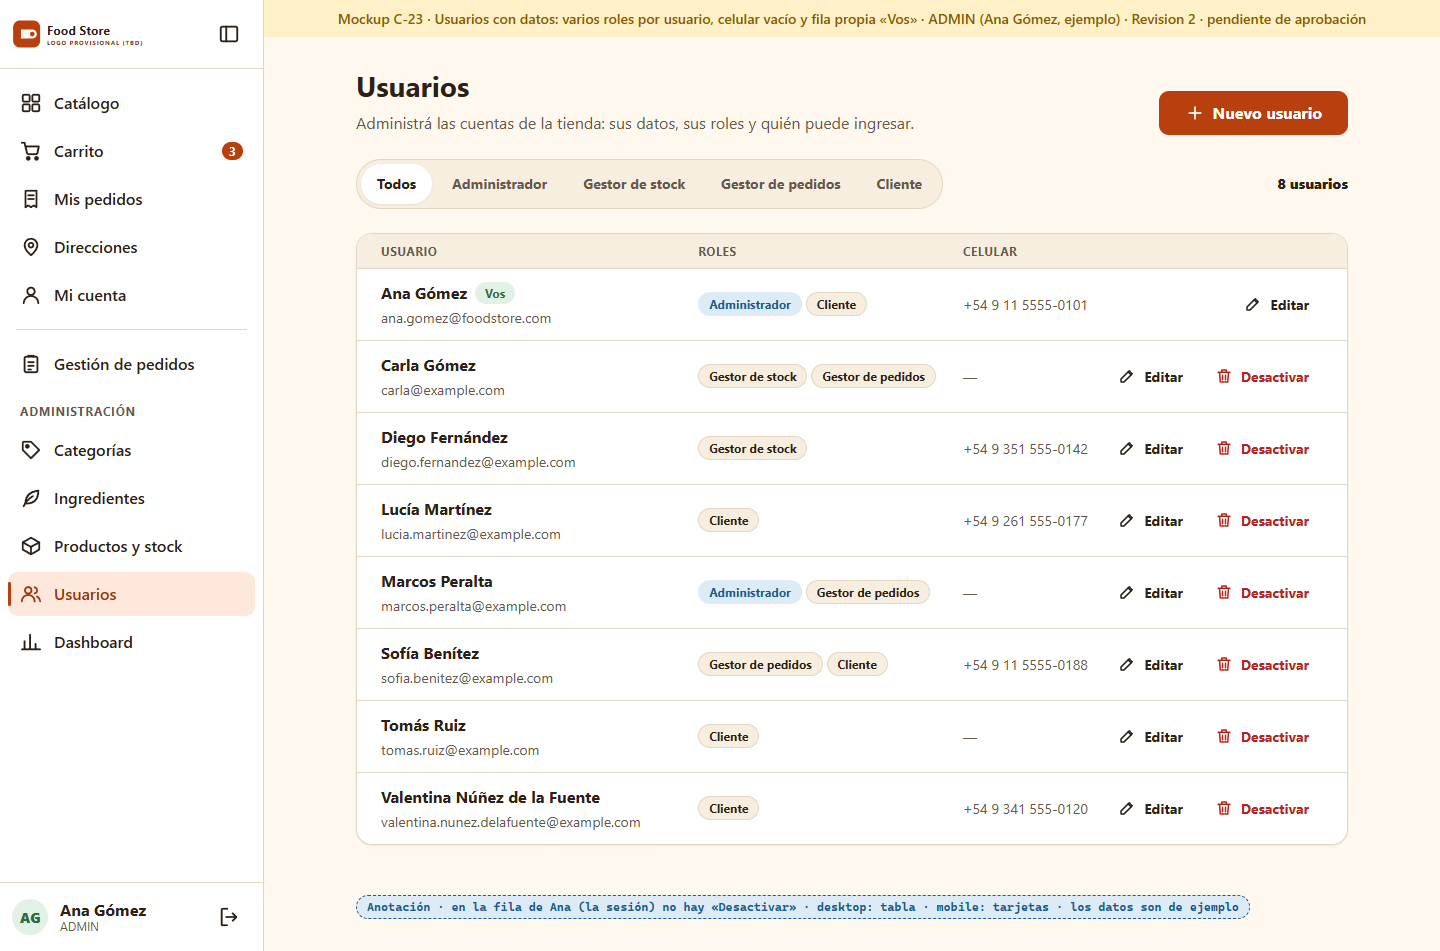 Food Store
LOGO PROVISIONAL (TBD)
Catálogo
Carrito 3
Mis pedidos
Direcciones
Mi cuenta
Gestión de pedidos
ADMINISTRACIÓN
Categorías
Ingredientes
Productos y stock
Usuarios
Dashboard
AG Ana Gómez
ADMIN
Mockup C-23 · Usuarios con datos: varios roles por usuario, celular vacío y fila propia «Vos» · ADMIN (Ana Gómez, ejemplo) · Revision 2 · pendiente de aprobación
Usuarios
Administrá las cuentas de la tienda: sus datos, sus roles y quién puede ingresar.
Nuevo usuario
Todos Administrador Gestor de stock Gestor de pedidos Cliente
8 usuarios
USUARIO ROLES CELULAR
Ana Gómez Vos
ana.gomez@foodstore.com
Administrador Cliente +54 9 11 5555-0101 Editar
Carla Gómez
carla@example.com
Gestor de stock Gestor de pedidos — Editar Desactivar
Diego Fernández
diego.fernandez@example.com
Gestor de stock +54 9 351 555-0142 Editar Desactivar
Lucía Martínez
lucia.martinez@example.com
Cliente +54 9 261 555-0177 Editar Desactivar
Marcos Peralta
marcos.peralta@example.com
Administrador Gestor de pedidos — Editar Desactivar
Sofía Benítez
sofia.benitez@example.com
Gestor de pedidos Cliente +54 9 11 5555-0188 Editar Desactivar
Tomás Ruiz
tomas.ruiz@example.com
Cliente — Editar Desactivar
Valentina Núñez de la Fuente
valentina.nunez.delafuente@example.com
Cliente +54 9 341 555-0120 Editar Desactivar
Anotación · en la fila de Ana (la sesión) no hay «Desactivar» · desktop: tabla · mobile: tarjetas · los datos son de ejemplo